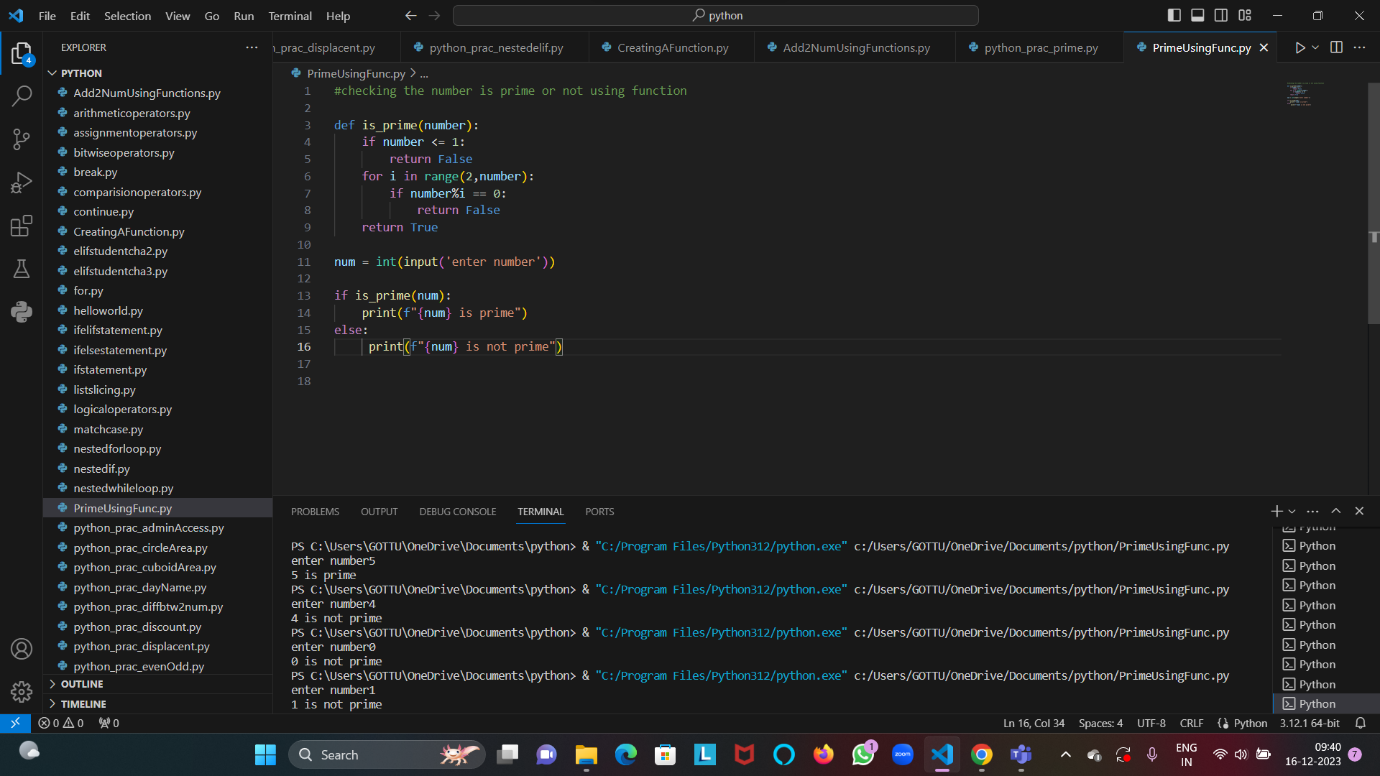 File Edit Selection View Go Run Terminal Help
python
EXPLORER
n_prac_displacent.py python_prac_nestedelif.py CreatingAFunction.py Add2NumUsingFunctions.py python_prac_prime.py PrimeUsingFunc.py
4
PYTHON
Add2NumUsingFunctions.py
arithmeticoperators.py
assignmentoperators.py
bitwiseoperators.py
break.py
comparisionoperators.py
continue.py
CreatingAFunction.py
elifstudentcha2.py
elifstudentcha3.py
for.py
helloworld.py
ifelifstatement.py
ifelsestatement.py
ifstatement.py
listslicing.py
logicaloperators.py
matchcase.py
nestedforloop.py
nestedif.py
nestedwhileloop.py
PrimeUsingFunc.py
python_prac_adminAccess.py
python_prac_circleArea.py
python_prac_cuboidArea.py
python_prac_dayName.py
python_prac_diffbtw2num.py
python_prac_discount.py
python_prac_displacent.py
python_prac_evenOdd.py
OUTLINE
TIMELINE
PrimeUsingFunc.py > ...
1 #checking the number is prime or not using function
2
3 def is_prime(number):
4 if number <= 1:
5 return False
6 for i in range(2,number):
7 if number%i == 0:
8 return False
9 return True
10
11 num = int(input('enter number'))
12
13 if is_prime(num):
14 print(f"{num} is prime")
15 else:
16 print(f"{num} is not prime")
17
18
PROBLEMS OUTPUT DEBUG CONSOLE TERMINAL PORTS
PS C:\Users\GOTTU\OneDrive\Documents\python> & "C:/Program Files/Python312/python.exe" c:/Users/GOTTU/OneDrive/Documents/python/PrimeUsingFunc.py
enter number5
5 is prime
PS C:\Users\GOTTU\OneDrive\Documents\python> & "C:/Program Files/Python312/python.exe" c:/Users/GOTTU/OneDrive/Documents/python/PrimeUsingFunc.py
enter number4
4 is not prime
PS C:\Users\GOTTU\OneDrive\Documents\python> & "C:/Program Files/Python312/python.exe" c:/Users/GOTTU/OneDrive/Documents/python/PrimeUsingFunc.py
enter number0
0 is not prime
PS C:\Users\GOTTU\OneDrive\Documents\python> & "C:/Program Files/Python312/python.exe" c:/Users/GOTTU/OneDrive/Documents/python/PrimeUsingFunc.py
enter number1
1 is not prime
Python
Python
Python
Python
Python
Python
Python
Python
Python
Python
0 0 0 Ln 16, Col 34 Spaces: 4 UTF-8 CRLF Python 3.12.1 64-bit
Search
L
1
zoom
ENG
IN
09:40
16-12-2023
7